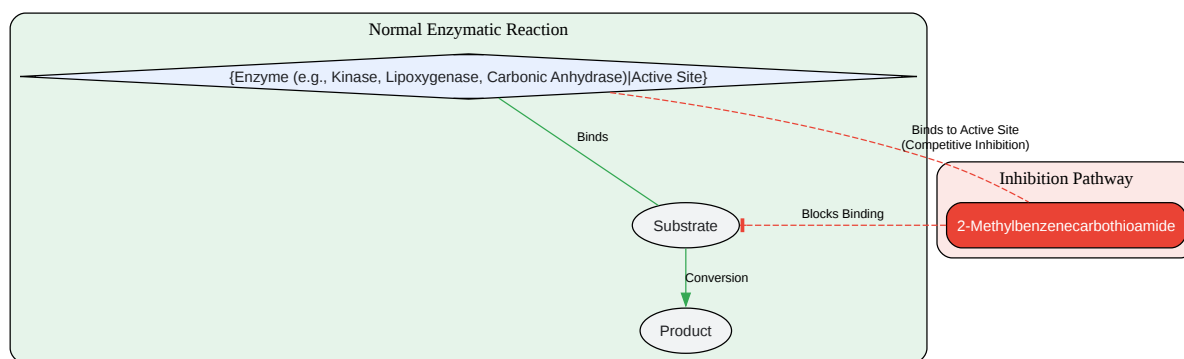 Normal Enzymatic Reaction
{Enzyme (e.g., Kinase, Lipoxygenase, Carbonic Anhydrase)|Active Site}
Binds
Binds to Active Site
(Competitive Inhibition)
Inhibition Pathway
Substrate
Blocks Binding
2-Methylbenzenecarbothioamide
Conversion
Product